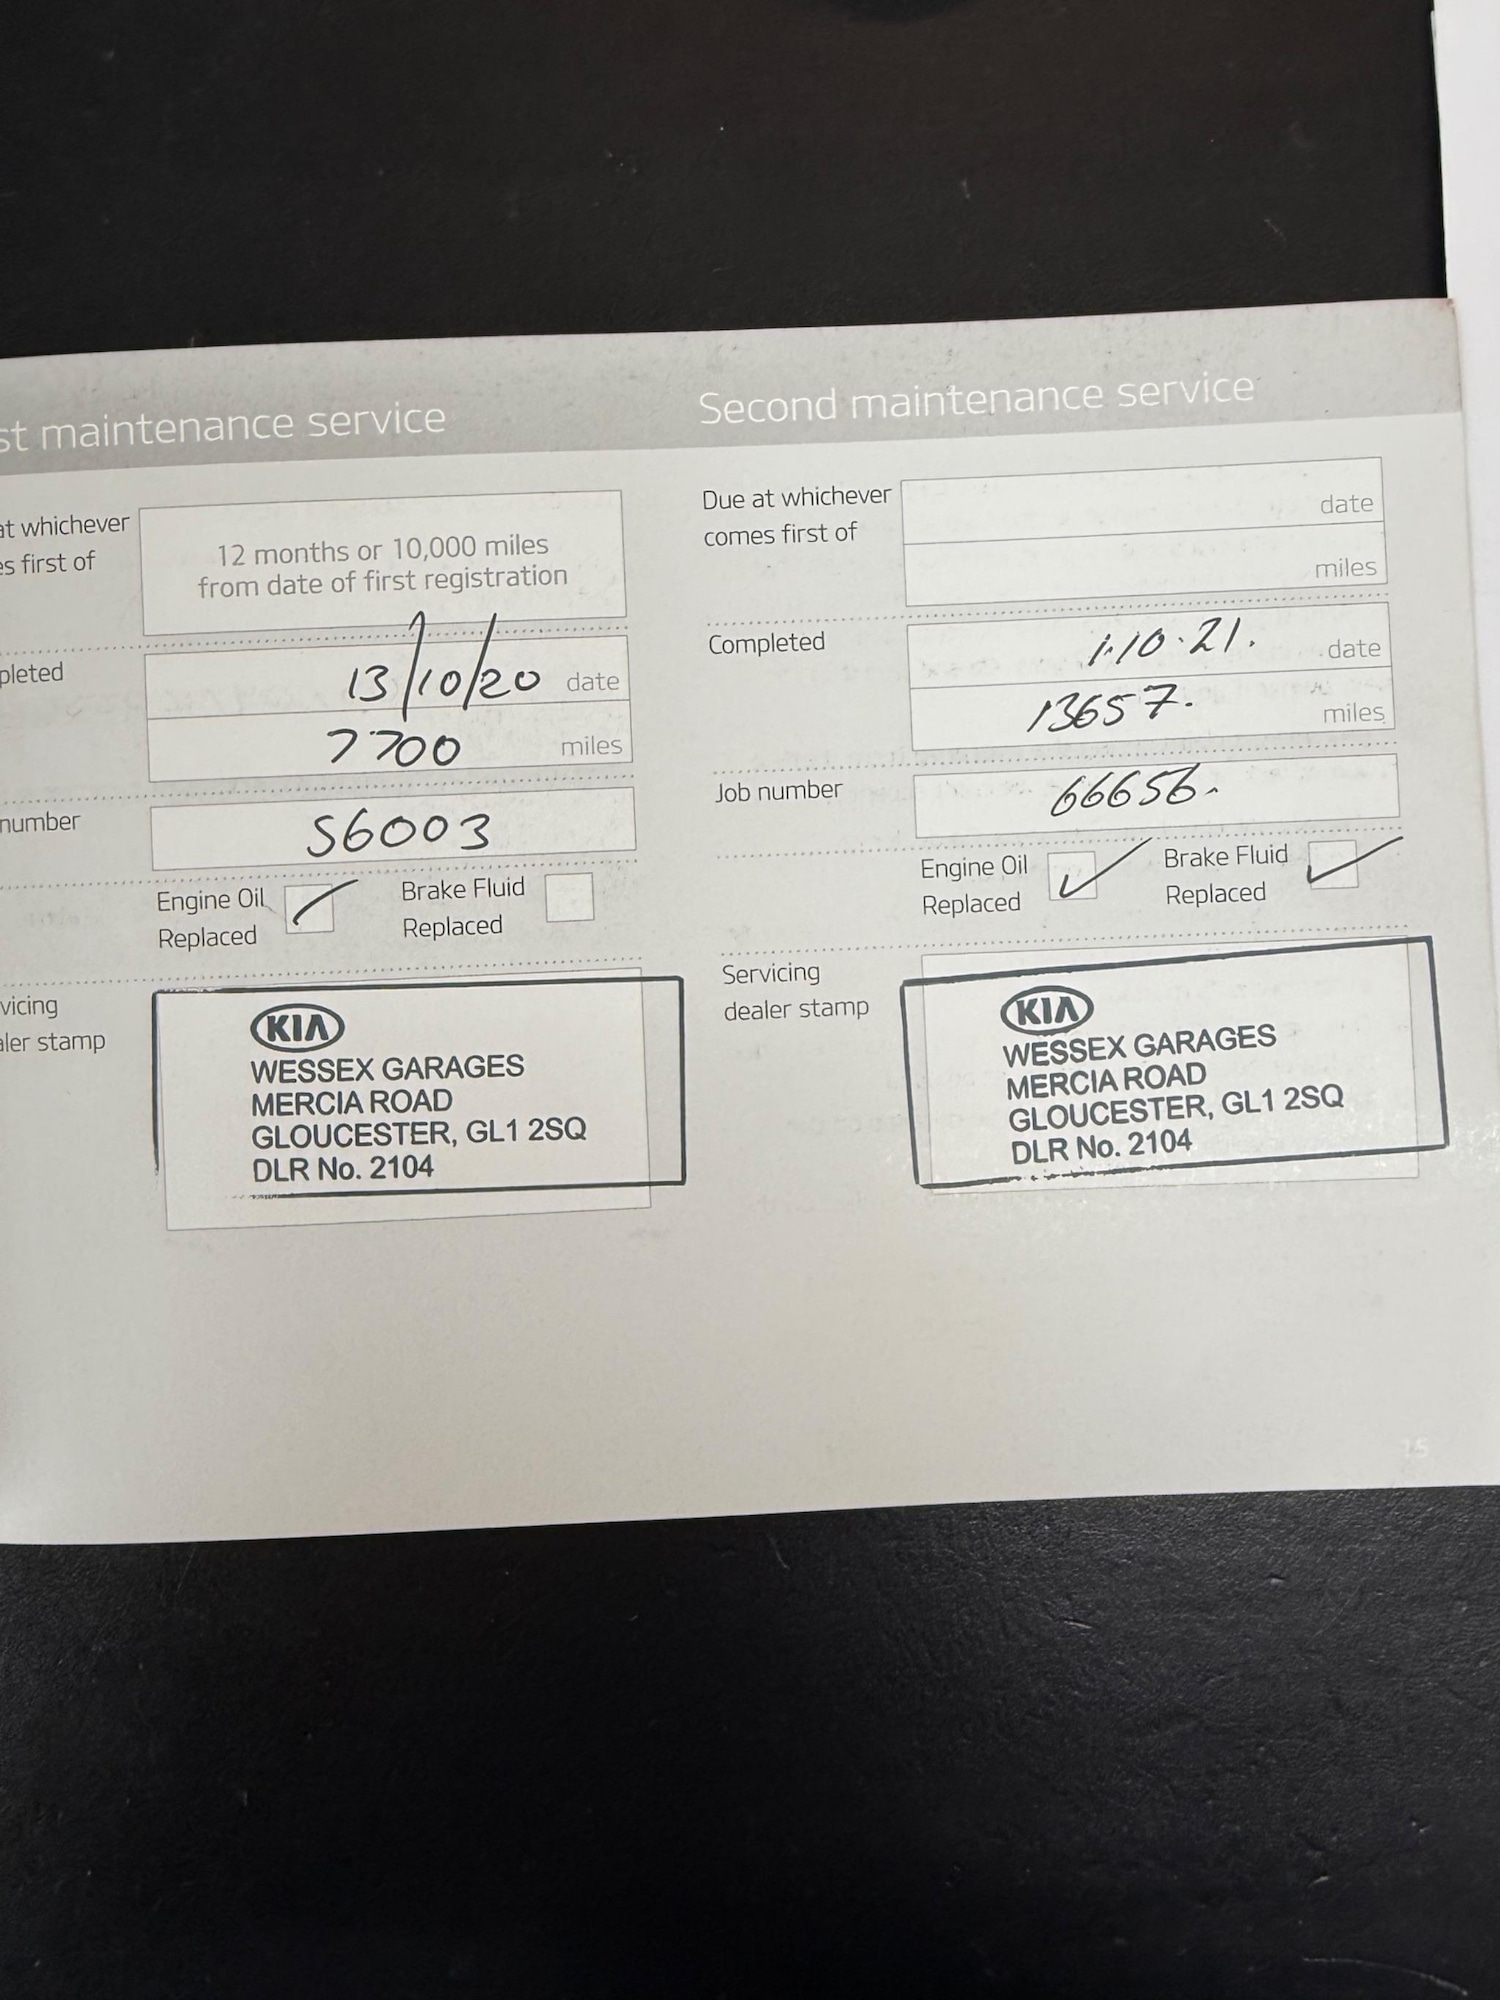 st maintenance service
at whichever
es first of
12 months or 10,000 miles
from date of first registration
pleted
13/10/20 date
7700 miles
number
S6003
Engine Oil
Replaced
Brake Fluid
Replaced
vicing
aler stamp
KIA
WESSEX GARAGES
MERCIA ROAD
GLOUCESTER, GL1 2SQ
DLR No. 2104
Second maintenance service
Due at whichever
comes first of
date
miles
Completed
1.10.21. date
13657. miles
Job number
66656.
Engine Oil
Replaced
Brake Fluid
Replaced
Servicing
dealer stamp
KIA
WESSEX GARAGES
MERCIA ROAD
GLOUCESTER, GL1 2SQ
DLR No. 2104
15